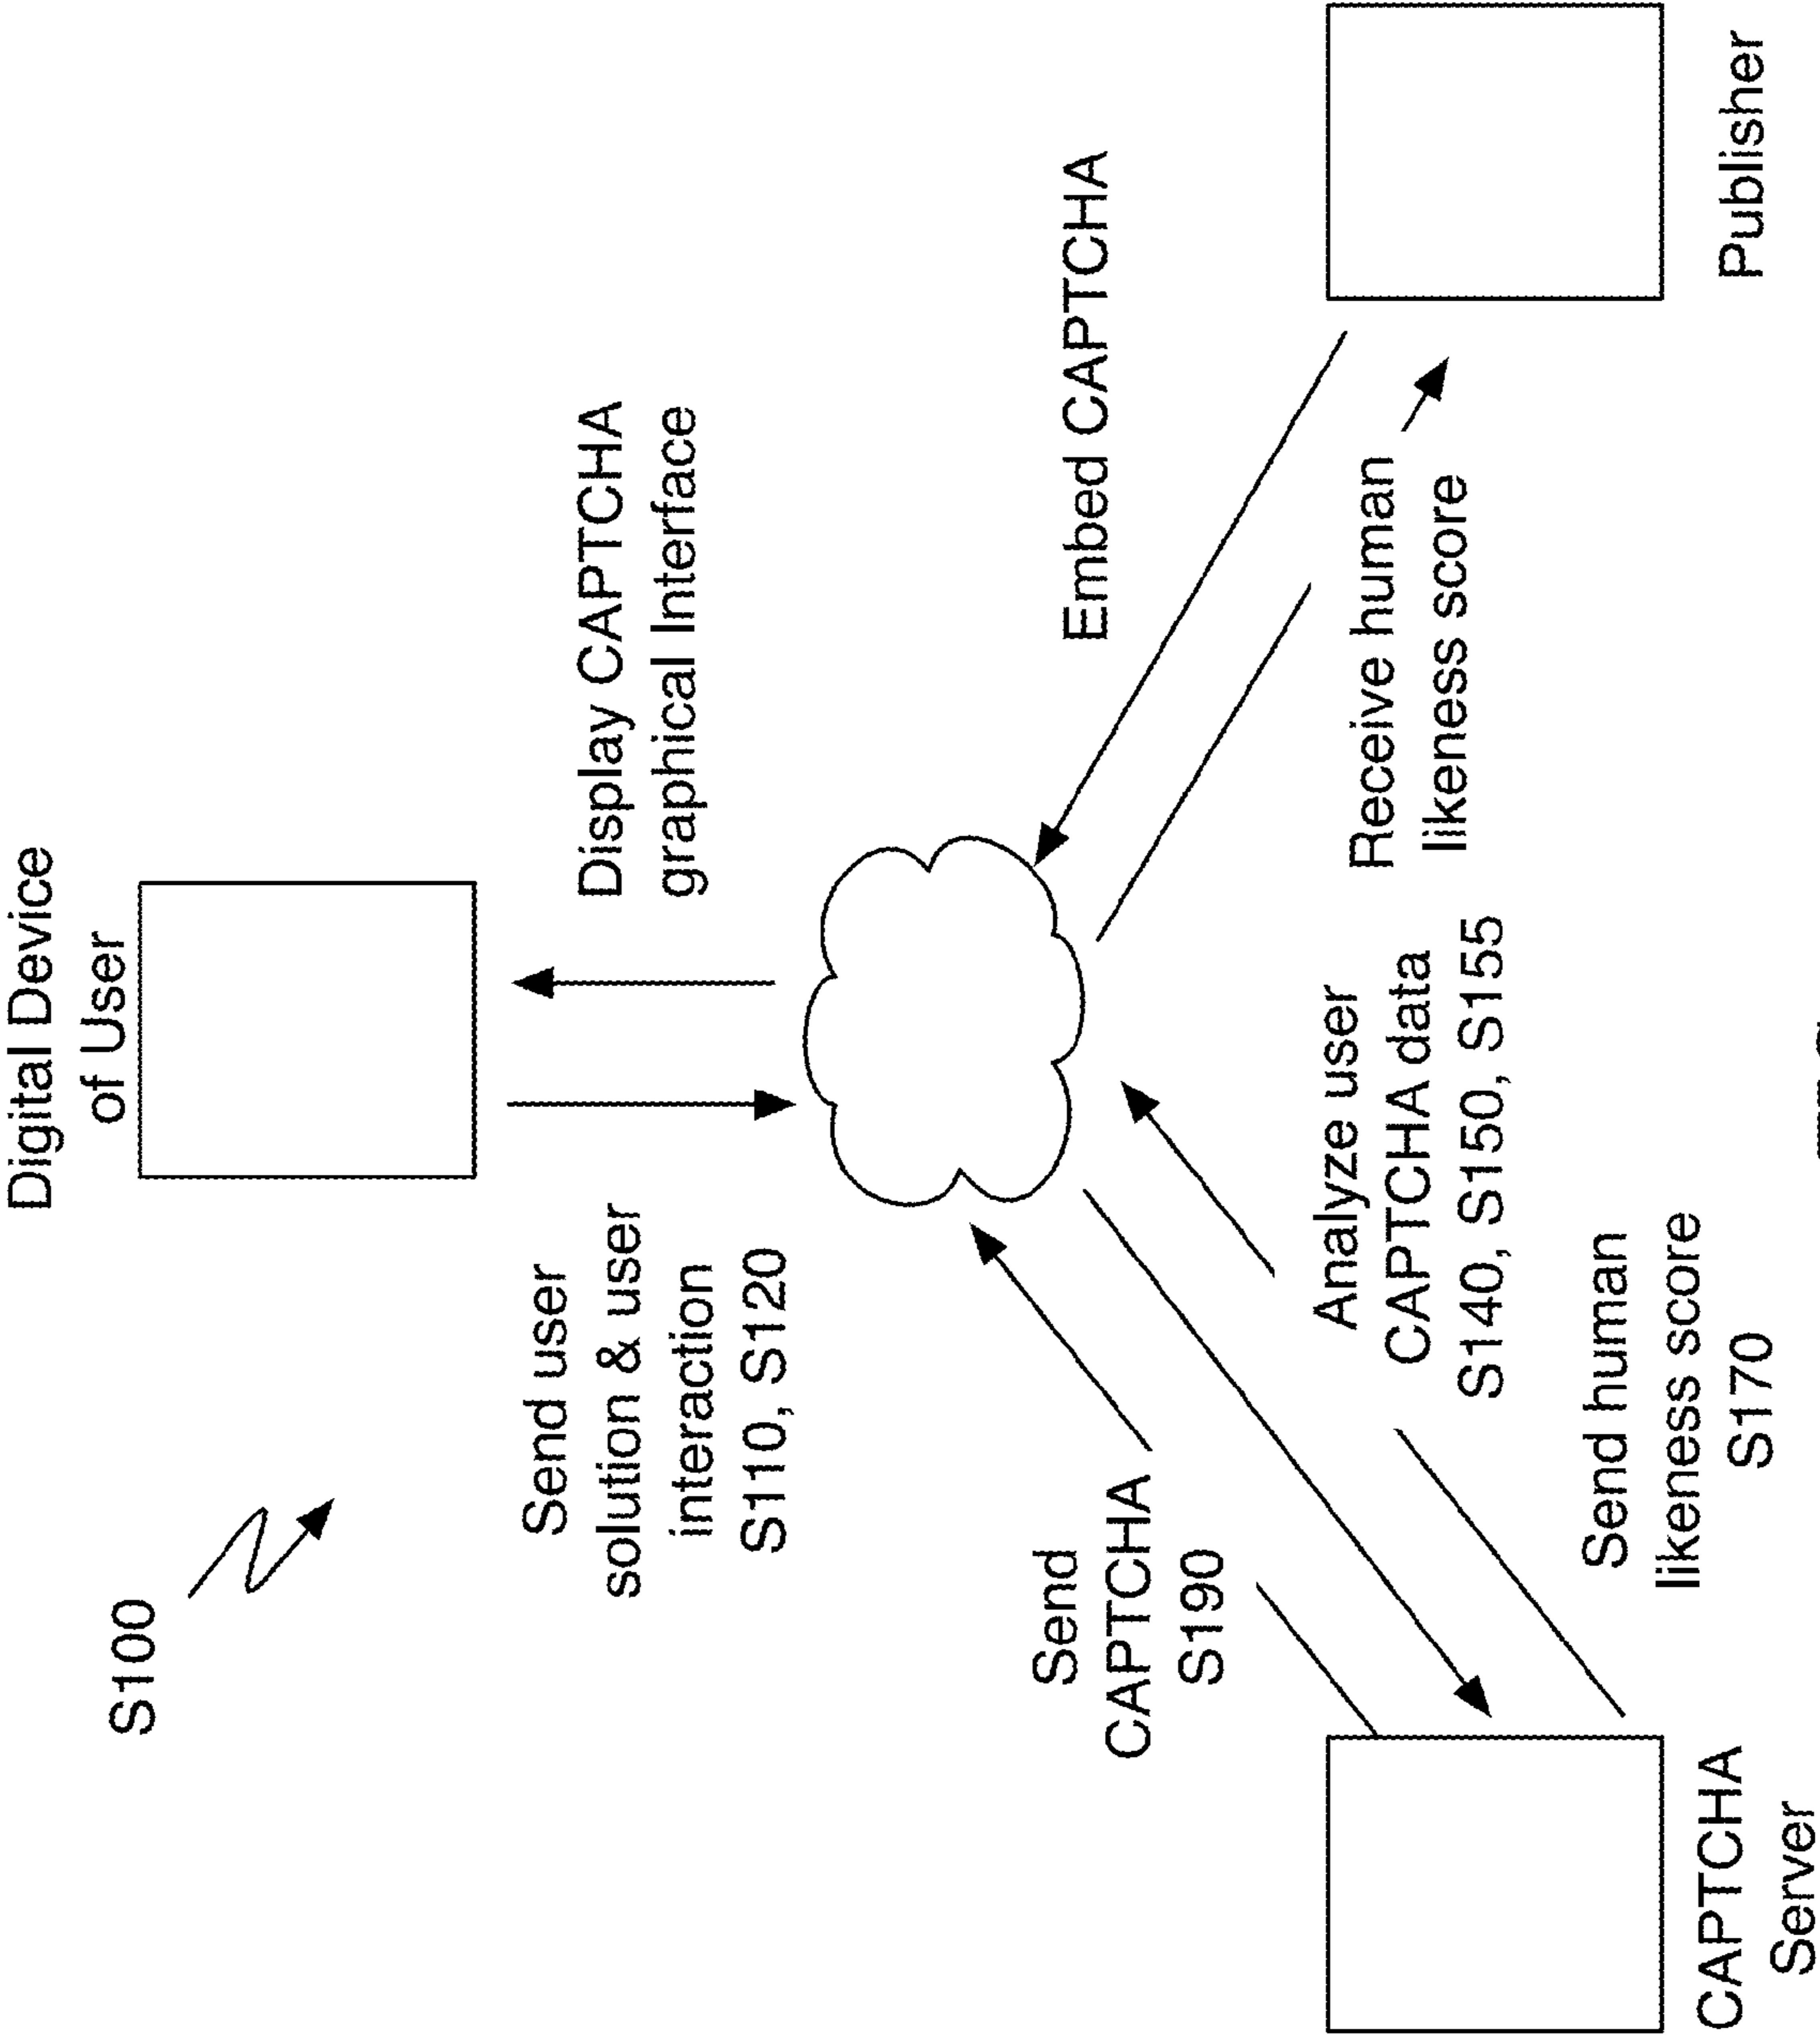 S100
Digital Device
of User
Send user
solution & user
interaction
S110, S120
Display CAPTCHA
graphical Interface
Send
CAPTCHA
S190
Embed CAPTCHA
Analyze user
CAPTCHA data
S140, S150, S155
Receive human
likeness score
Send human
likeness score
S170
CAPTCHA
Server
Publisher